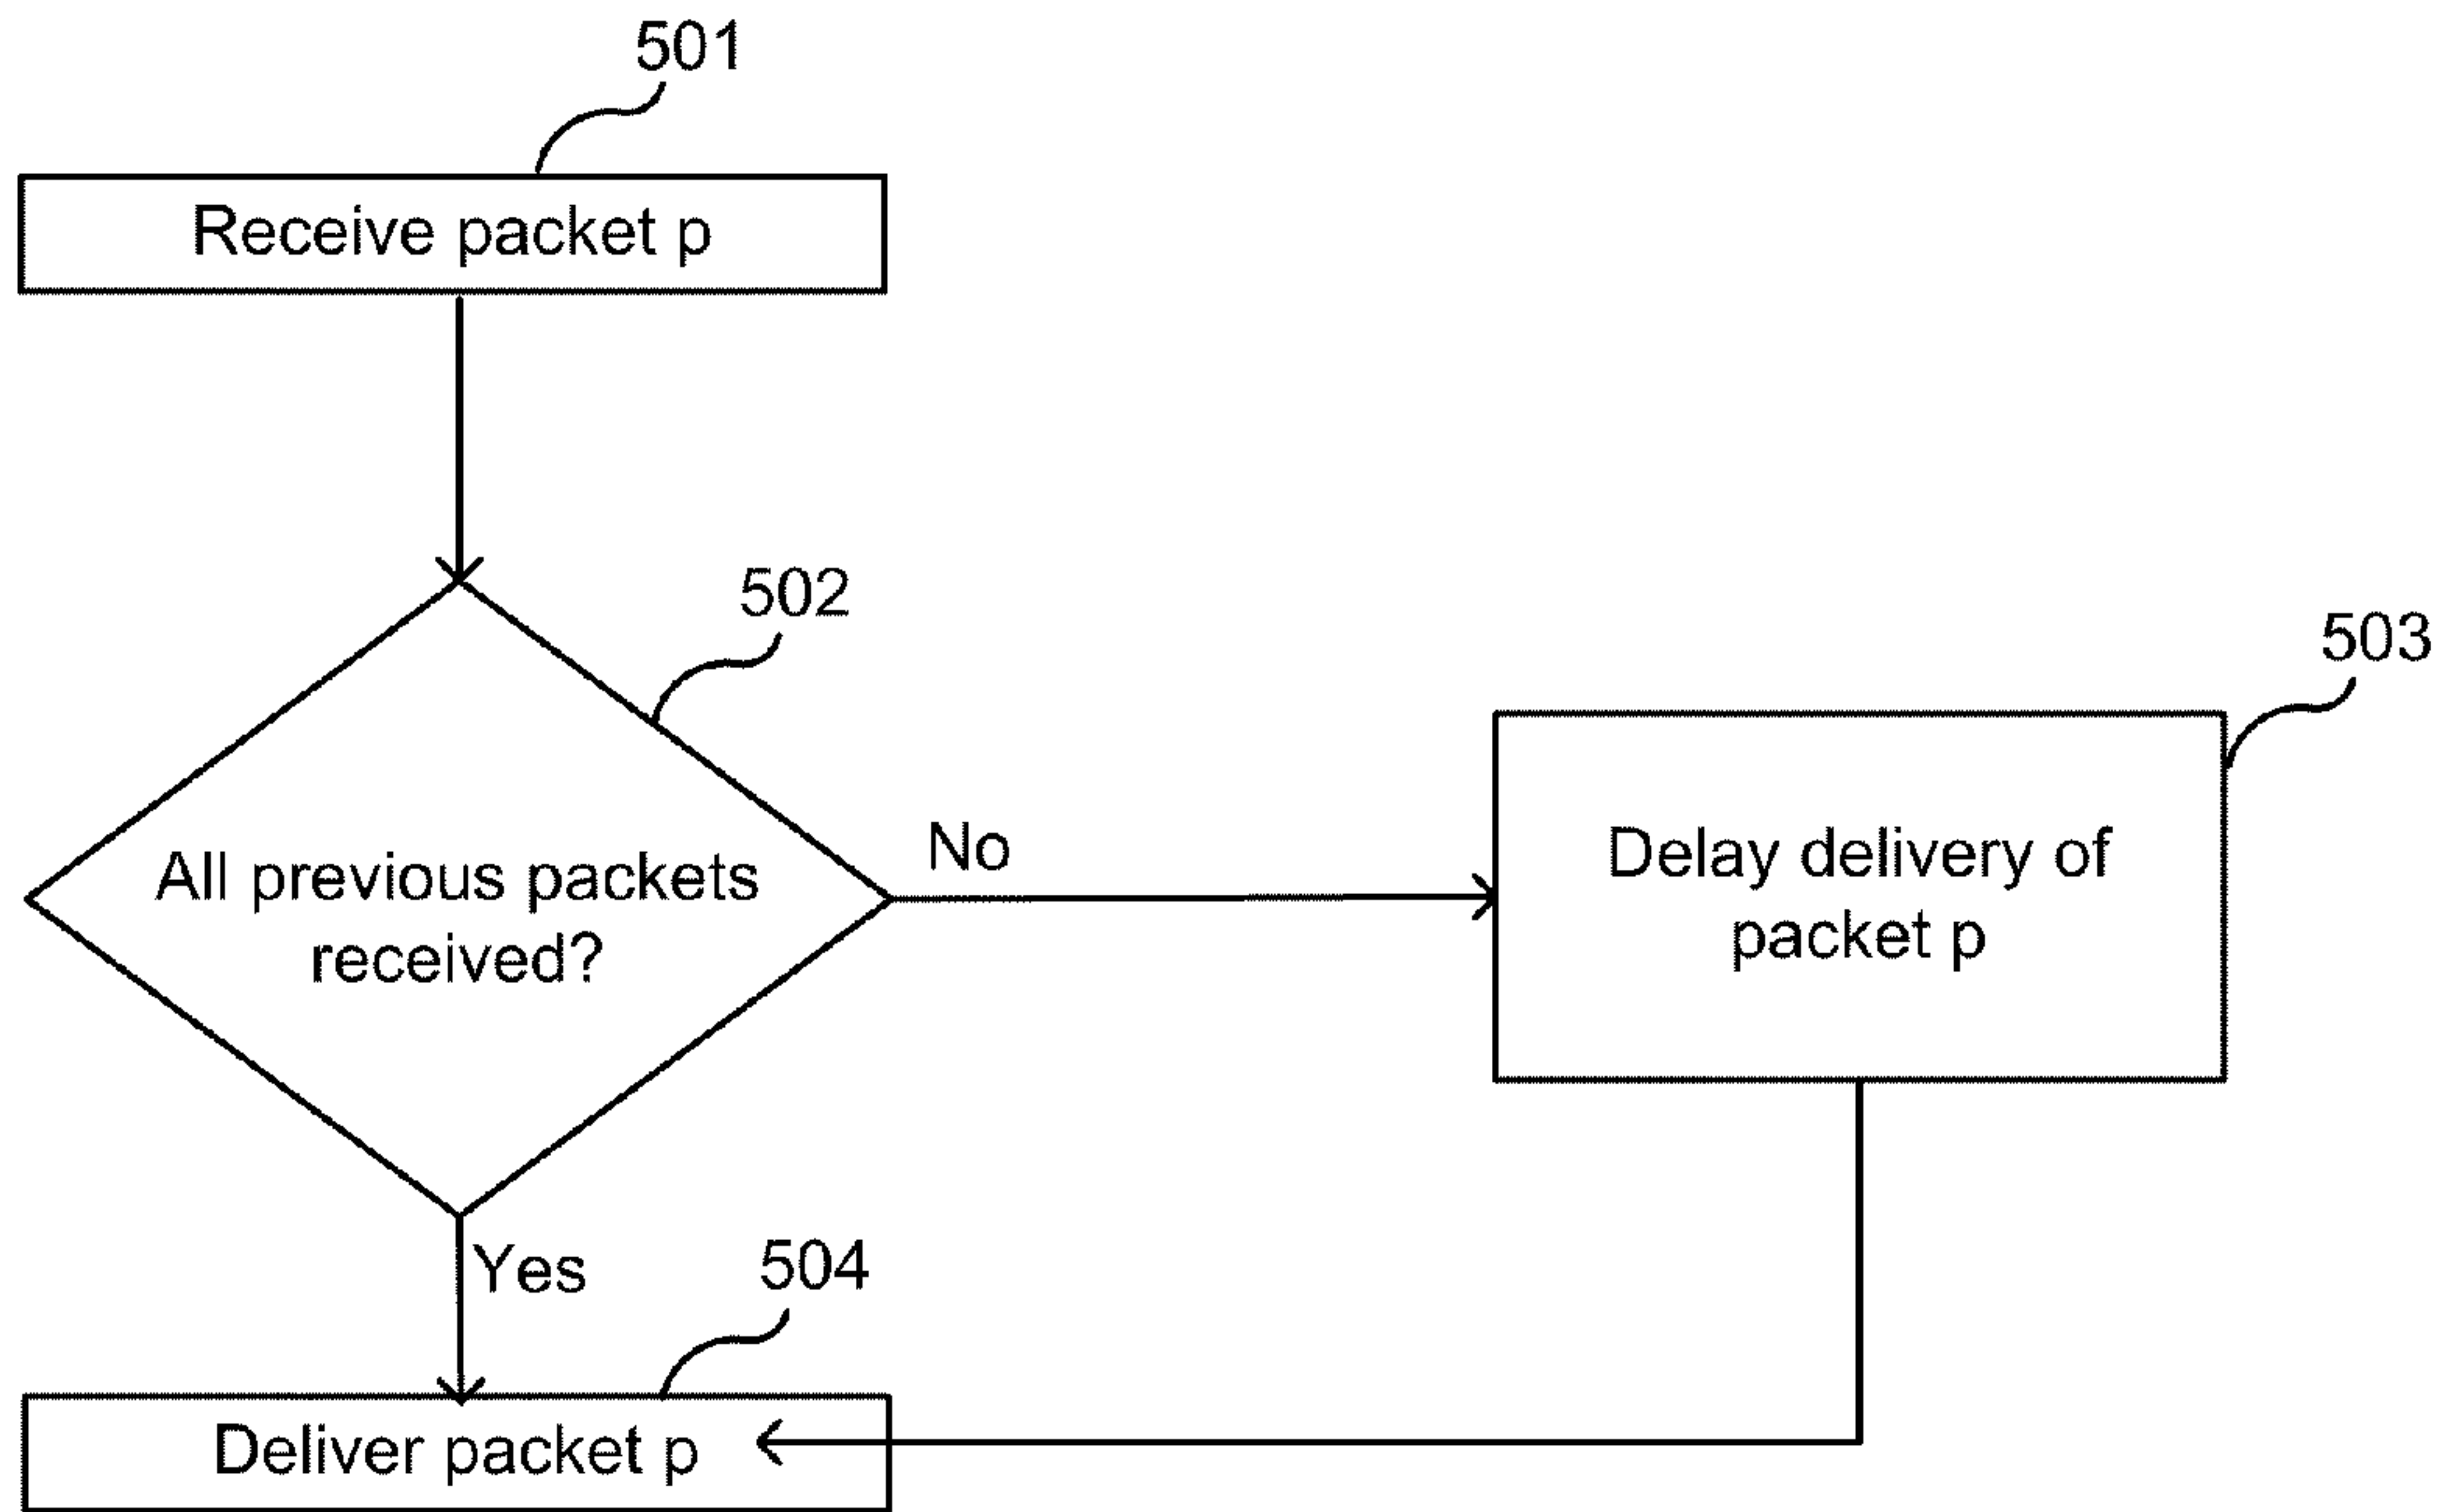 501
Receive packet p
502
503
All previous packets
received?
No
Delay delivery of
packet p
Yes
504
Deliver packet p